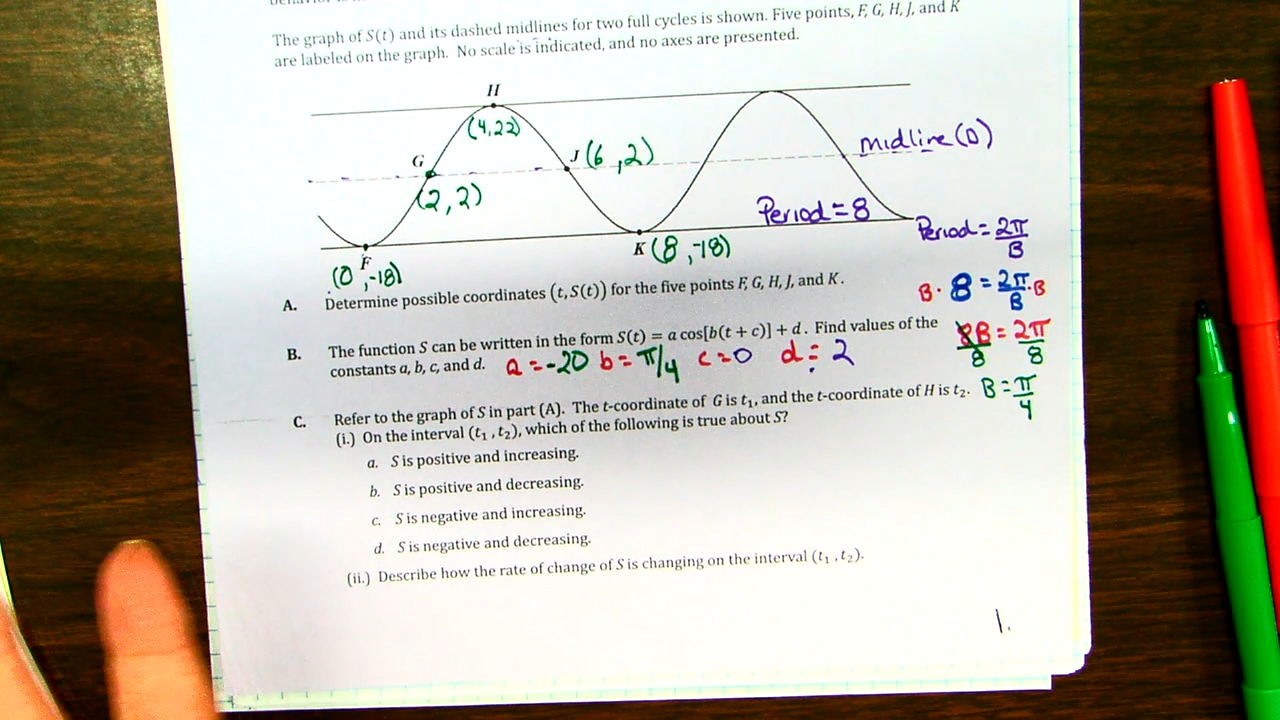 The graph of S(t) and its dashed midlines for two full cycles is shown. Five points, F, G, H, J, and K
are labeled on the graph. No scale is indicated, and no axes are presented.
H
(4,22)
G
J (6 ,2)
midline(0)
(2,2)
Period=8
Period=2π/B
K (8 ,-18)
F
(0 ,-18)
B· 8 = 2π/B ·B
A. Determine possible coordinates (t,S(t)) for the five points F, G, H, J, and K.
B. The function S can be written in the form S(t) = a cos[b(t + c)] + d. Find values of the
constants a, b, c, and d. a =-20 b = π/4 c=0 d= 2
8B/8 = 2π/8
B = π/4
C. Refer to the graph of S in part (A). The t-coordinate of G is t₁, and the t-coordinate of H is t₂.
(i.) On the interval (t₁ ,t₂), which of the following is true about S?
a. S is positive and increasing.
b. S is positive and decreasing.
c. S is negative and increasing.
d. S is negative and decreasing.
(ii.) Describe how the rate of change of S is changing on the interval (t₁ ,t₂).
1.